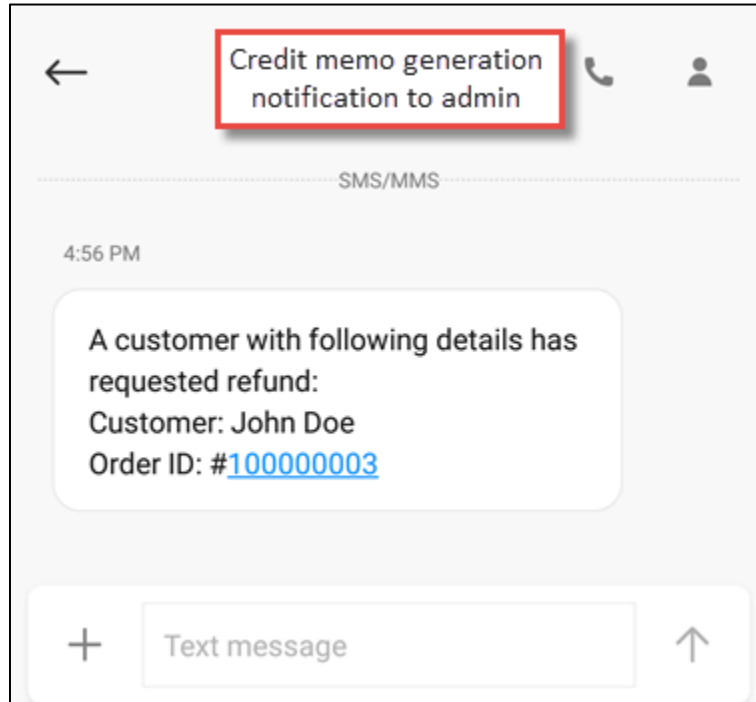 Credit memo generation
notification to admin
SMS/MMS
4:56 PM
A customer with following details has
requested refund:
Customer: John Doe
Order ID: #100000003
Text message